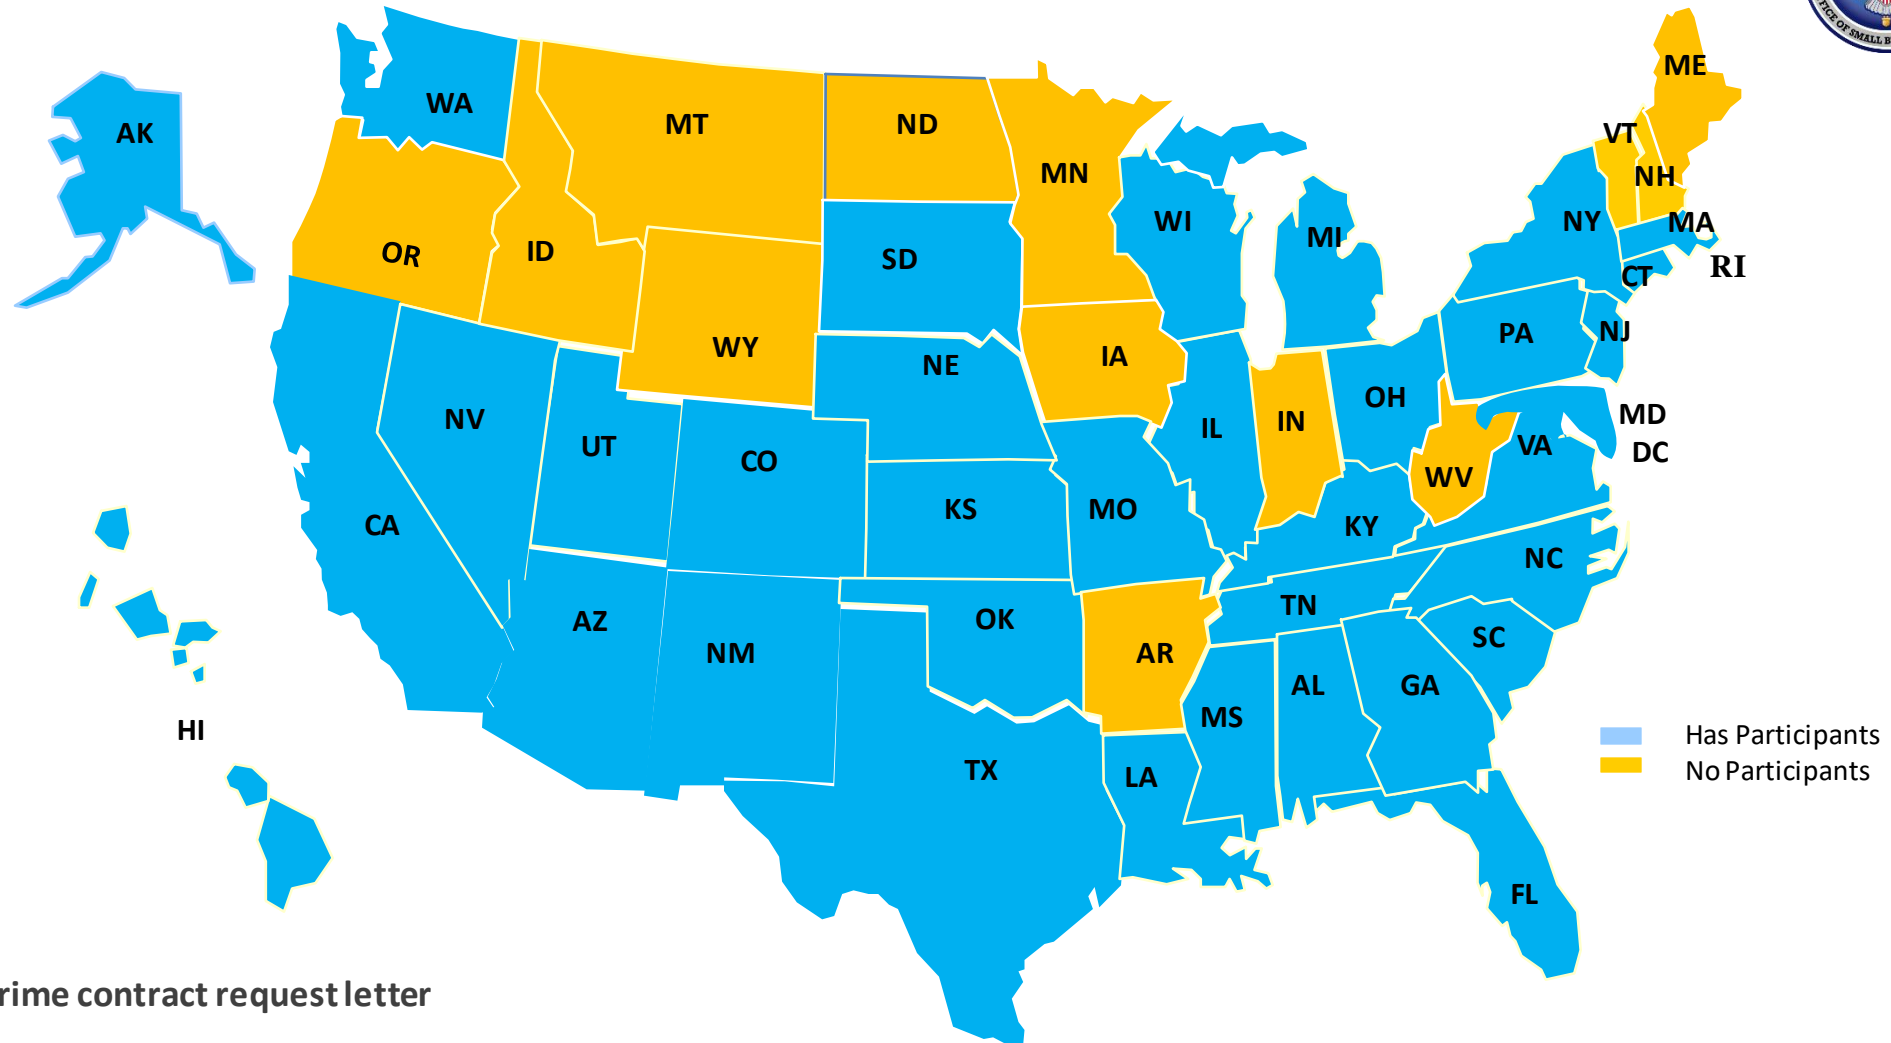 FICE OF SMALL B
ME
WA
AK
MT
ND
VT
MN
NH
WI
NY
MA
MI
OR
ID
SD
RI
CT
PA
NJ
WY
IA
NE
OH
MD
NV
IL
IN
VA
DC
UT
CO
WV
KS
MO
CA
KY
NC
TN
AZ
OK
SC
NM
AR
AL
GA
MS
HI
Has Participants
TX
LA
No Participants
FL
rime contract request letter